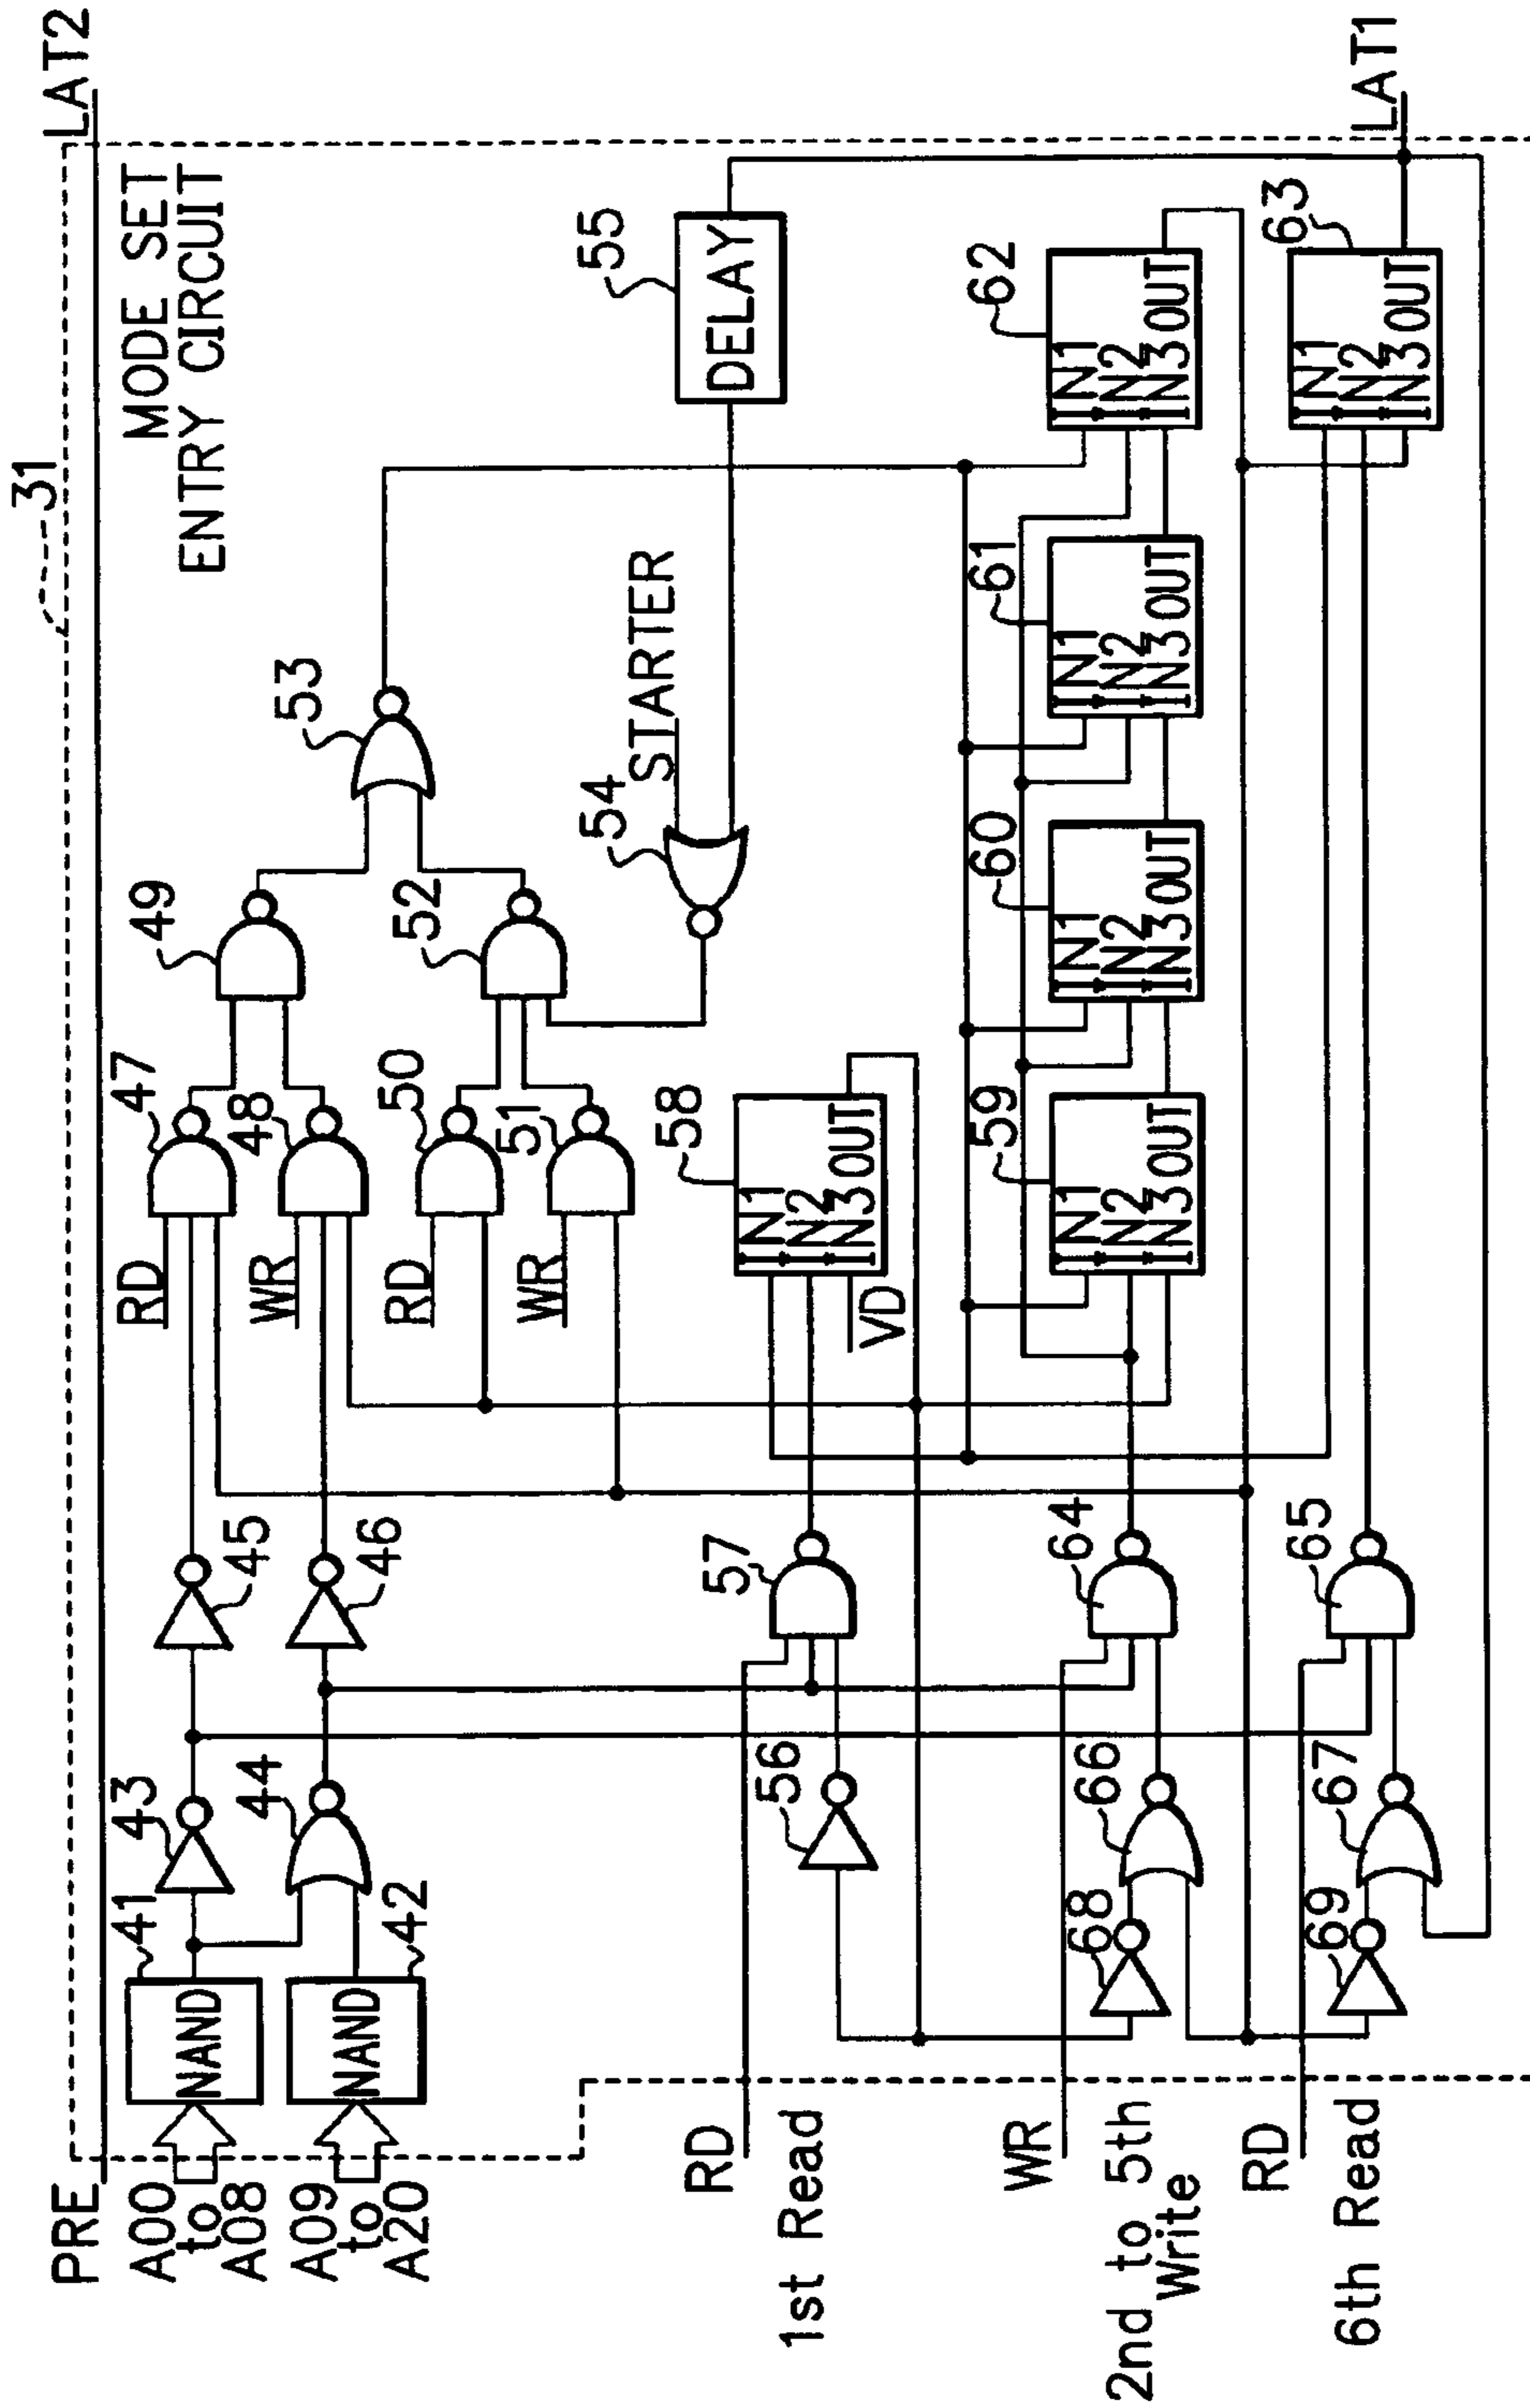 31
PRE
LAT2
MODE SET
ENTRY CIRCUIT
A00
to
A08
NAND
41
43
45
RD
47
49
53
A09
to
A20
NAND
42
44
46
WR
48
RD
50
52
WR
51
54
STARTER
55
DELAY
RD
1st Read
56
57
VD
58
IN1
IN2
IN3 OUT
WR
2nd to 5th
Write
68
66
64
59
IN1
IN2
IN3 OUT
60
IN1
IN2
IN3 OUT
61
IN1
IN2
IN3 OUT
62
IN1
IN2
IN3 OUT
RD
6th Read
69
67
65
63
IN1
IN2
IN3 OUT
LAT1